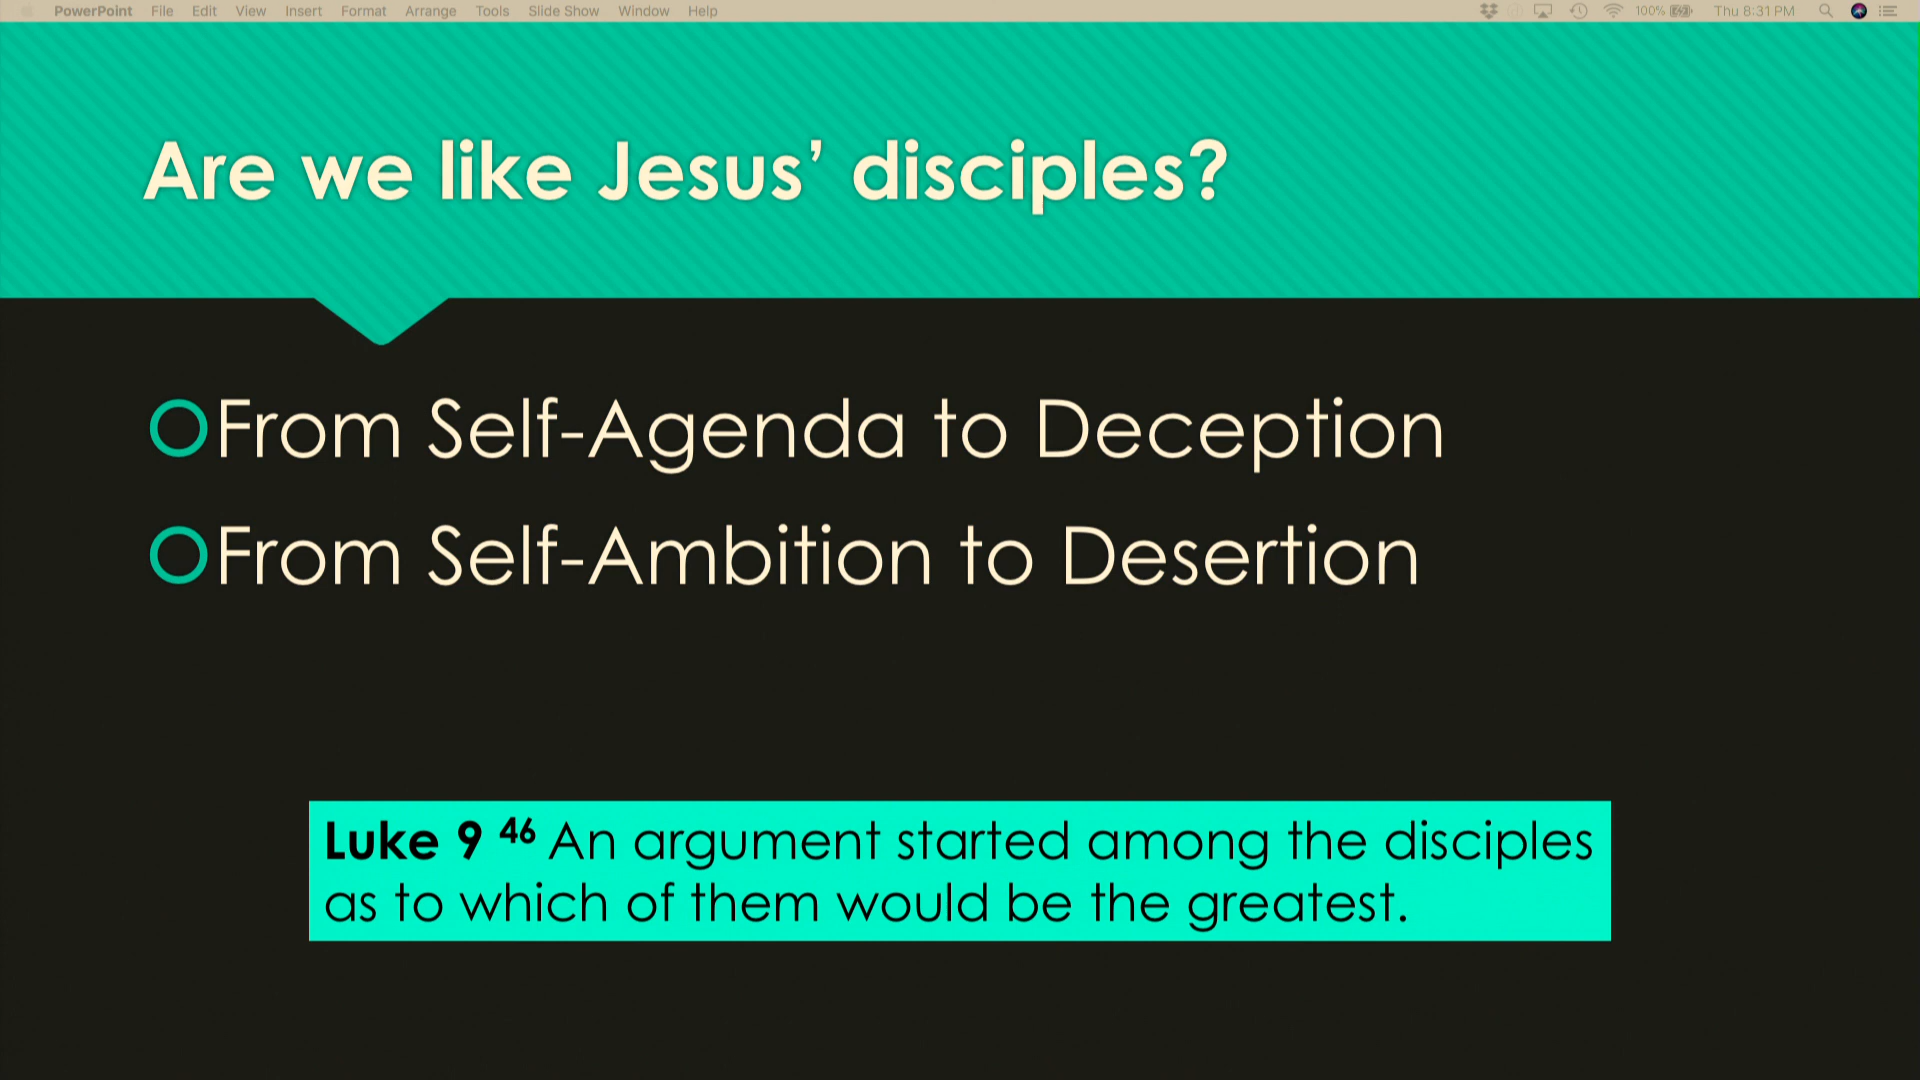 PowerPoint File Edit View Insert Format Arrange Tools Slide Show Window Help 100% Thu 8:31 PM
Are we like Jesus’ disciples?
From Self-Agenda to Deception
From Self-Ambition to Desertion
Luke 9 46 An argument started among the disciples
as to which of them would be the greatest.